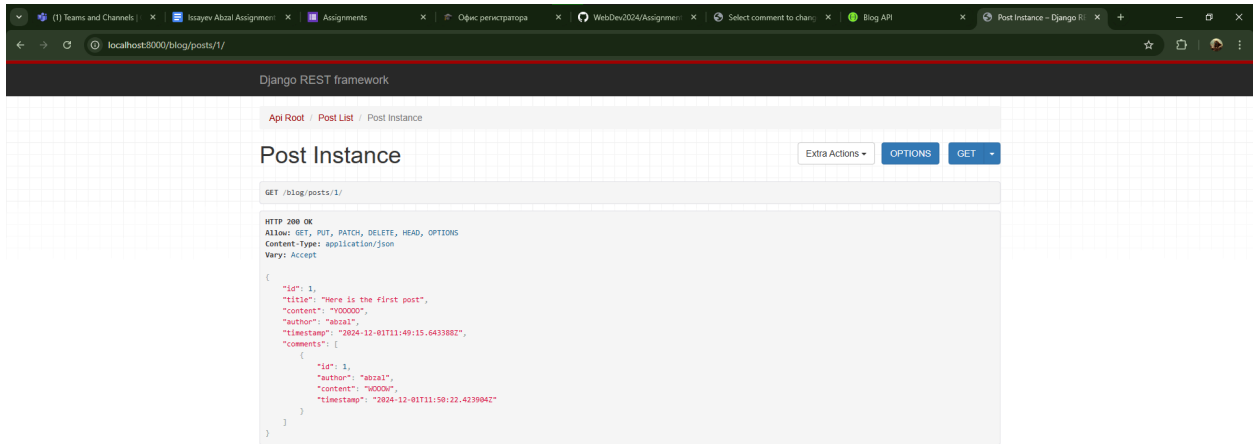 (1) Teams and Channels |
Issayev Abzal Assignment
Assignments
Офис регистратора
WebDev2024/Assignment
Select comment to chang
Blog API
Post Instance – Django RE
localhost:8000/blog/posts/1/
Django REST framework
Api Root / Post List / Post Instance
Post Instance
Extra Actions
OPTIONS
GET
GET /blog/posts/1/
HTTP 200 OK
Allow: GET, PUT, PATCH, DELETE, HEAD, OPTIONS
Content-Type: application/json
Vary: Accept
{
"id": 1,
"title": "Here is the first post",
"content": "YOOOOO",
"author": "abzal",
"timestamp": "2024-12-01T11:49:15.643388Z",
"comments": [
{
"id": 1,
"author": "abzal",
"content": "WOOOW",
"timestamp": "2024-12-01T11:50:22.423904Z"
}
]
}